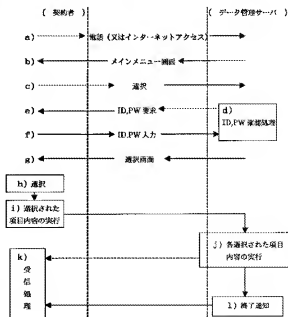 ( 契約者 )
( データ管理サーバ )
a)
電話(又はインターネットアクセス)
b)
メインメニュー画面
c)
選択
d)
ID,PW 確認処理
e)
ID,PW 要求
f)
ID,PW 入力
g)
選択画面
h) 選択
i) 選択された
項目内容の実行
j) 各選択された項目
内容の実行
k)
受
信
処
理
l) 終了通知